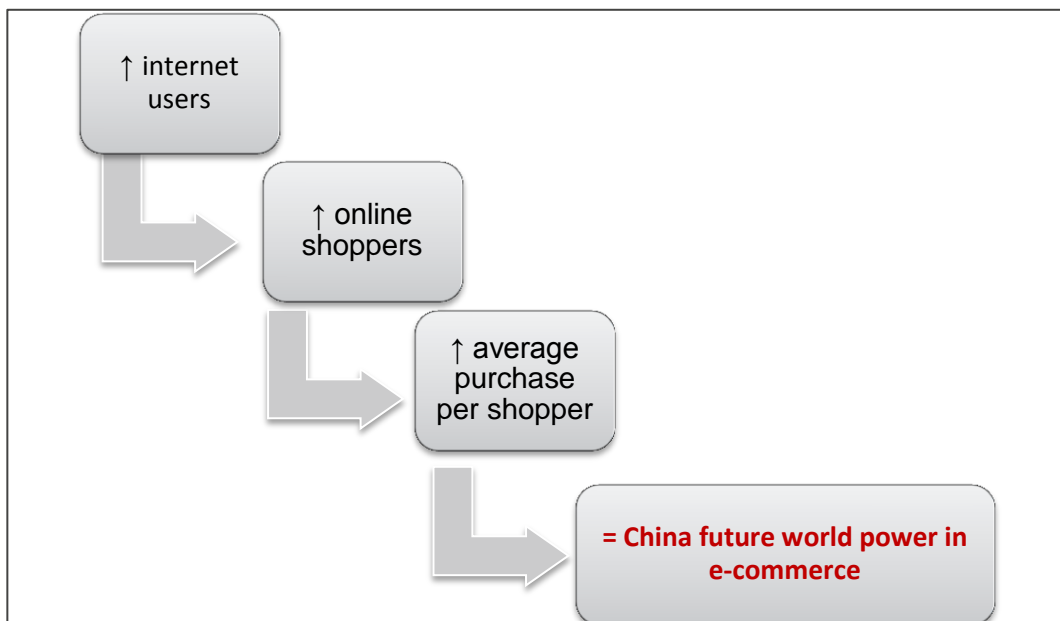 ↑ internet
users
↑ online
shoppers
↑ average
purchase
per shopper
= China future world power in
e-commerce